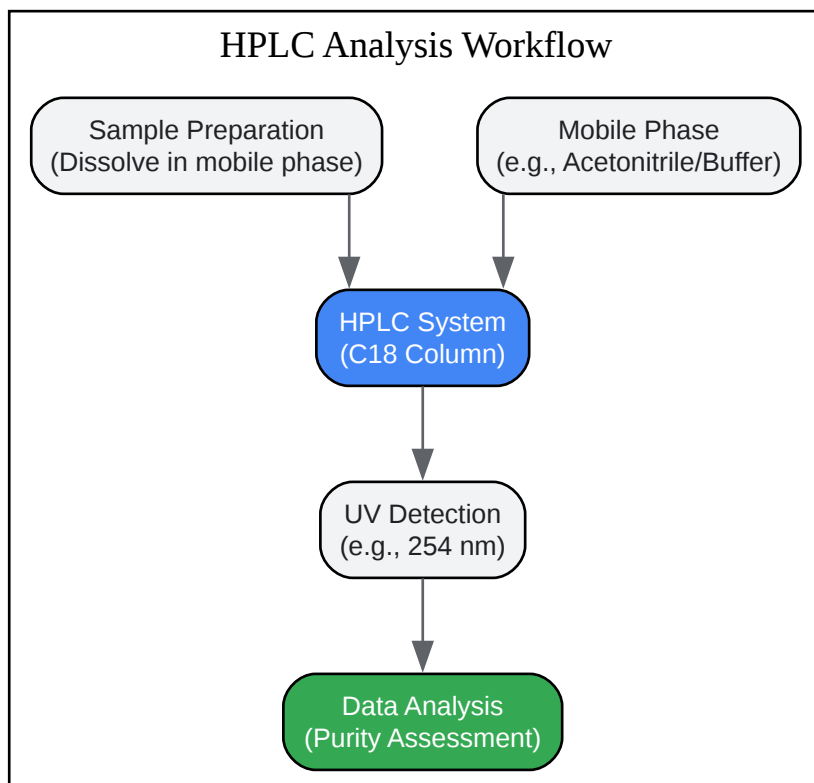 HPLC Analysis Workflow
Sample Preparation
(Dissolve in mobile phase)
Mobile Phase
(e.g., Acetonitrile/Buffer)
HPLC System
(C18 Column)
UV Detection
(e.g., 254 nm)
Data Analysis
(Purity Assessment)